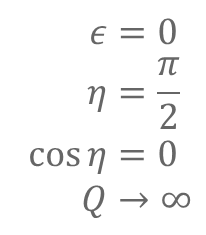 ϵ = 0
η = π/2
cos η = 0
Q → ∞